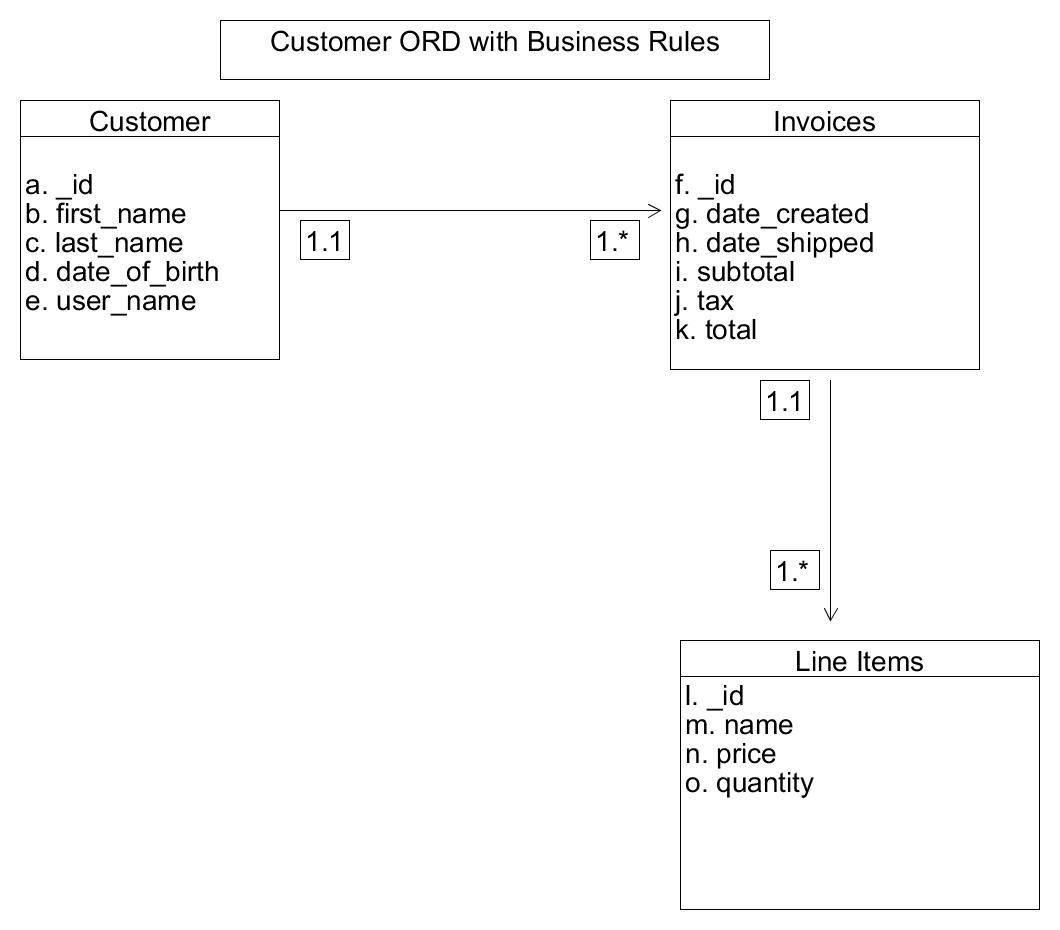 Customer ORD with Business Rules
Customer
a. _id
b. first_name
c. last_name
d. date_of_birth
e. user_name
1.1
1.*
Invoices
f. _id
g. date_created
h. date_shipped
i. subtotal
j. tax
k. total
1.1
1.*
Line Items
l. _id
m. name
n. price
o. quantity